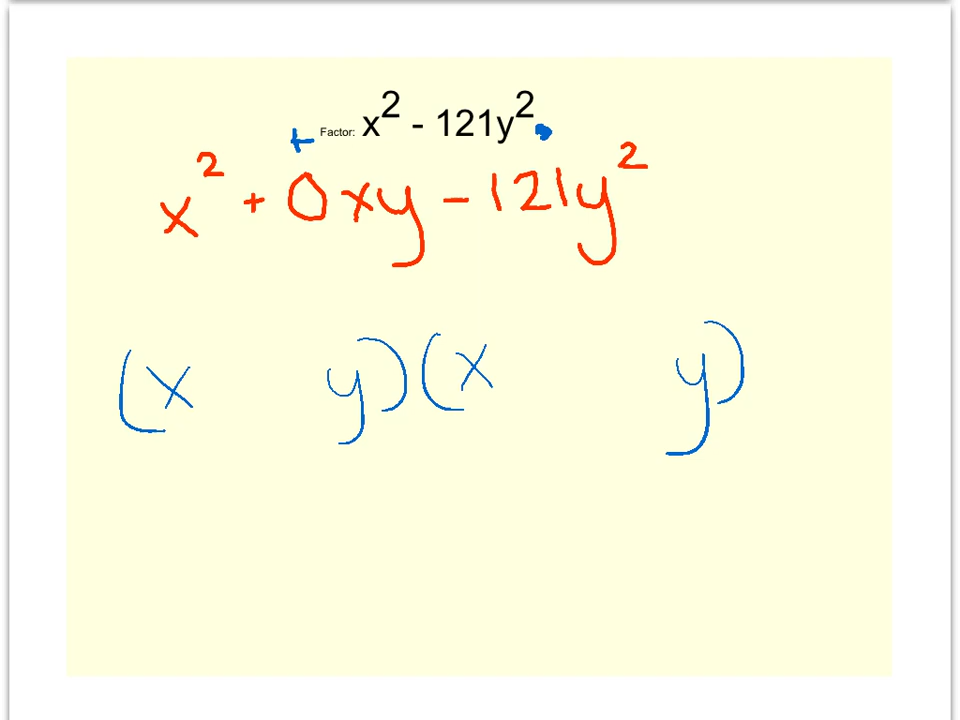 Factor: x² - 121y²
+ •
x² + 0xy - 121y²
(x y)(x y)